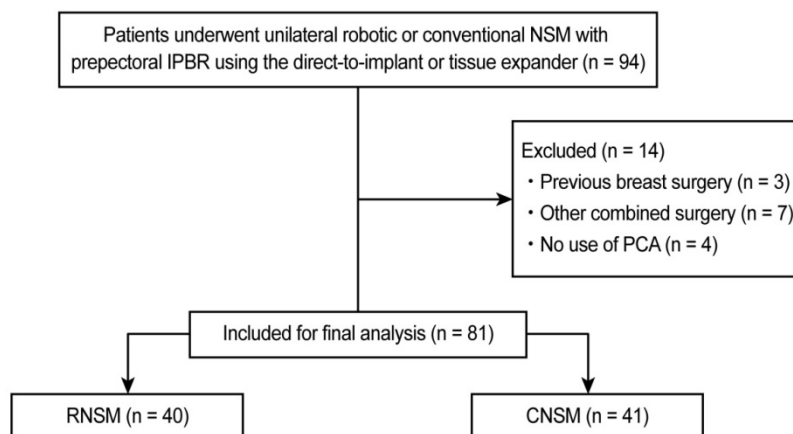 Patients underwent unilateral robotic or conventional NSM with
prepectoral IPBR using the direct-to-implant or tissue expander (n = 94)
Excluded (n = 14)
・Previous breast surgery (n = 3)
・Other combined surgery (n = 7)
・No use of PCA (n = 4)
Included for final analysis (n = 81)
RNSM (n = 40)
CNSM (n = 41)